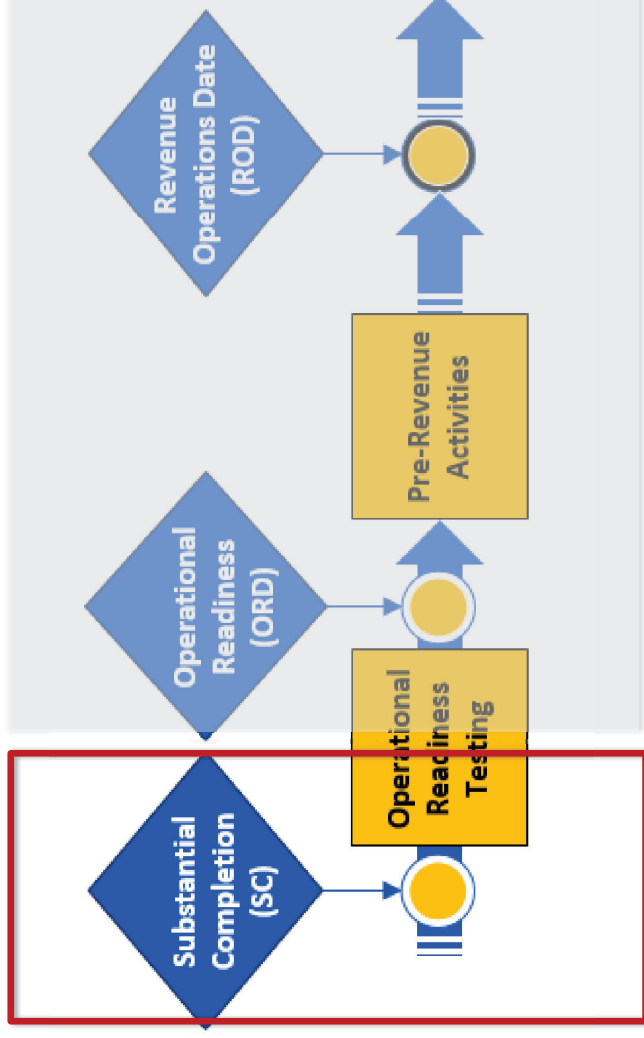 Substantial
Completion
(SC)
Operational
Readiness
(ORD)
Revenue
Operations Date
(ROD)
Operational
Readiness
Testing
Pre-Revenue
Activities